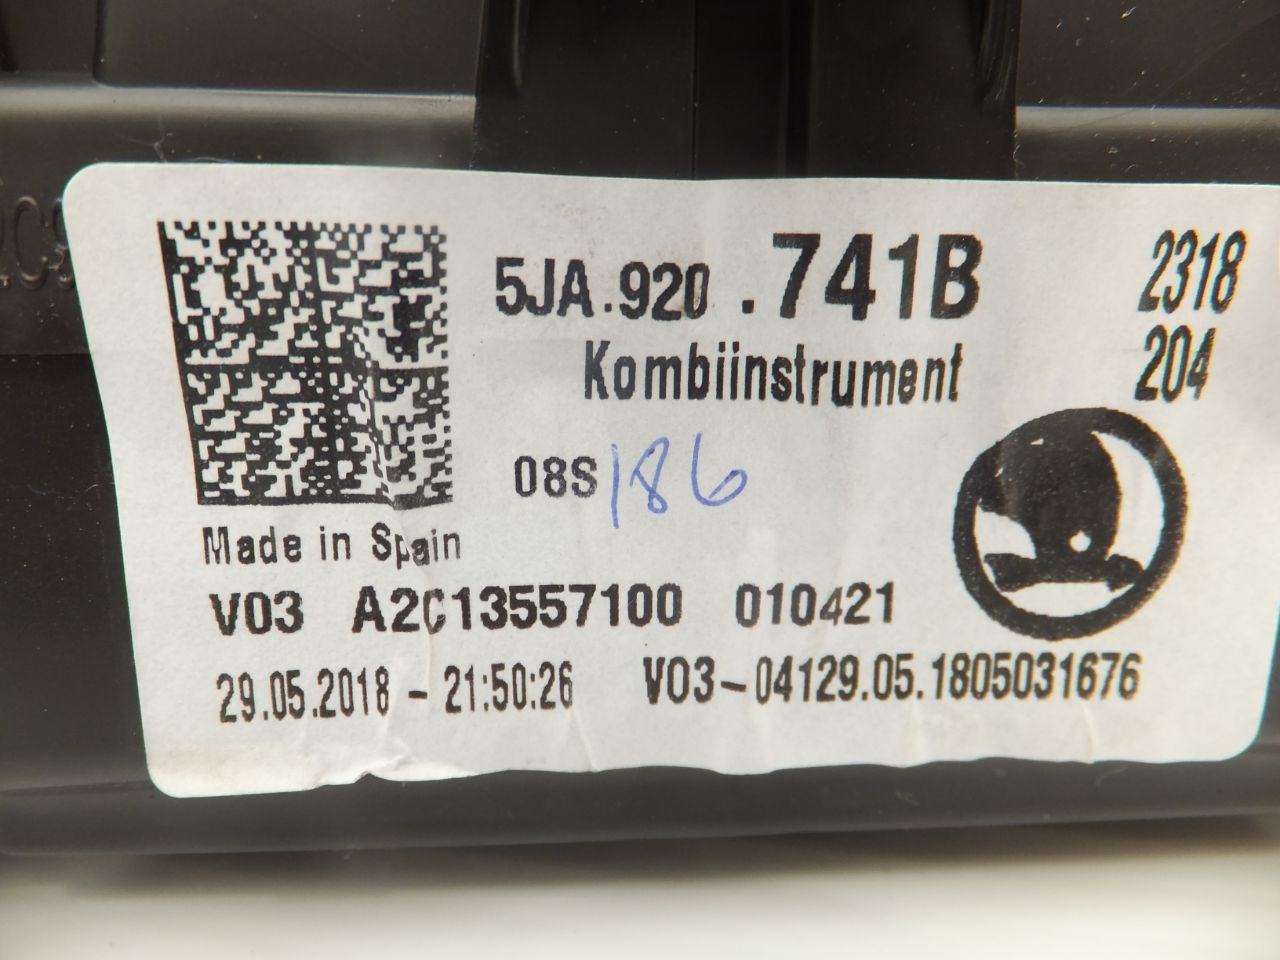 5JA.920.741B 2318
Kombiinstrument 204
08S 186
Made in Spain
V03 A2C13557100 010421
29.05.2018 - 21:50:26 V03-04129.05.1805031676